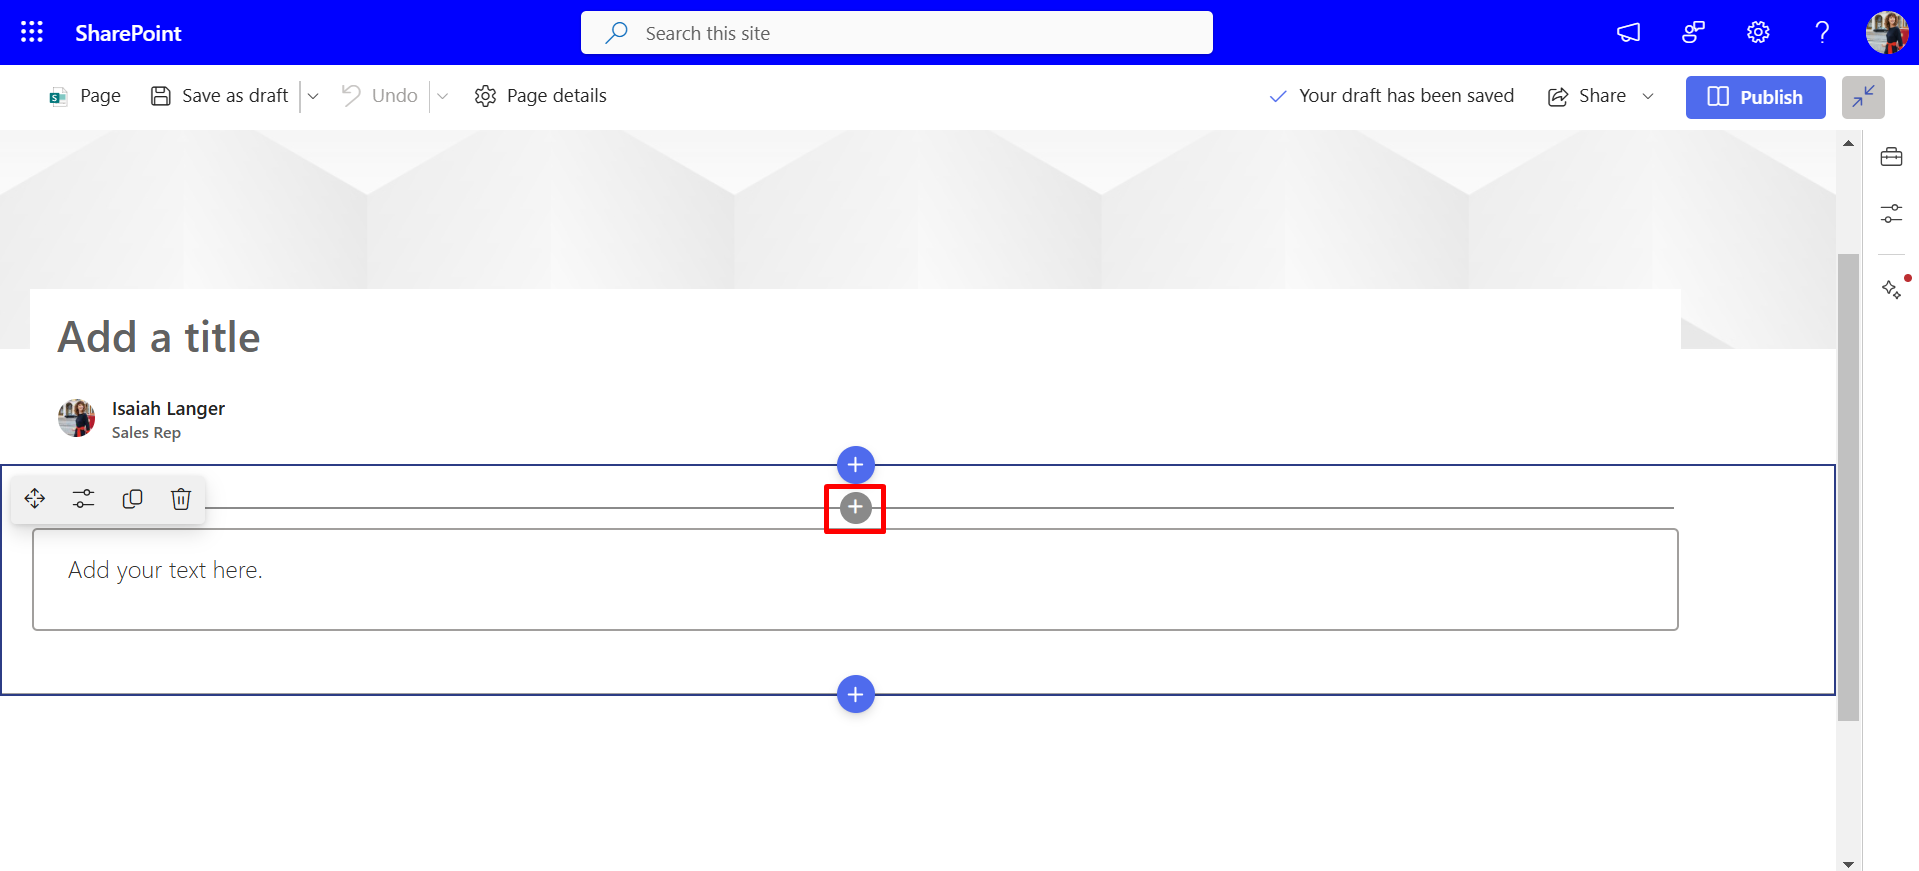 SharePoint
Search this site
Page
Save as draft
Undo
Page details
Your draft has been saved
Share
Publish
Add a title
Isaiah Langer
Sales Rep
Add your text here.